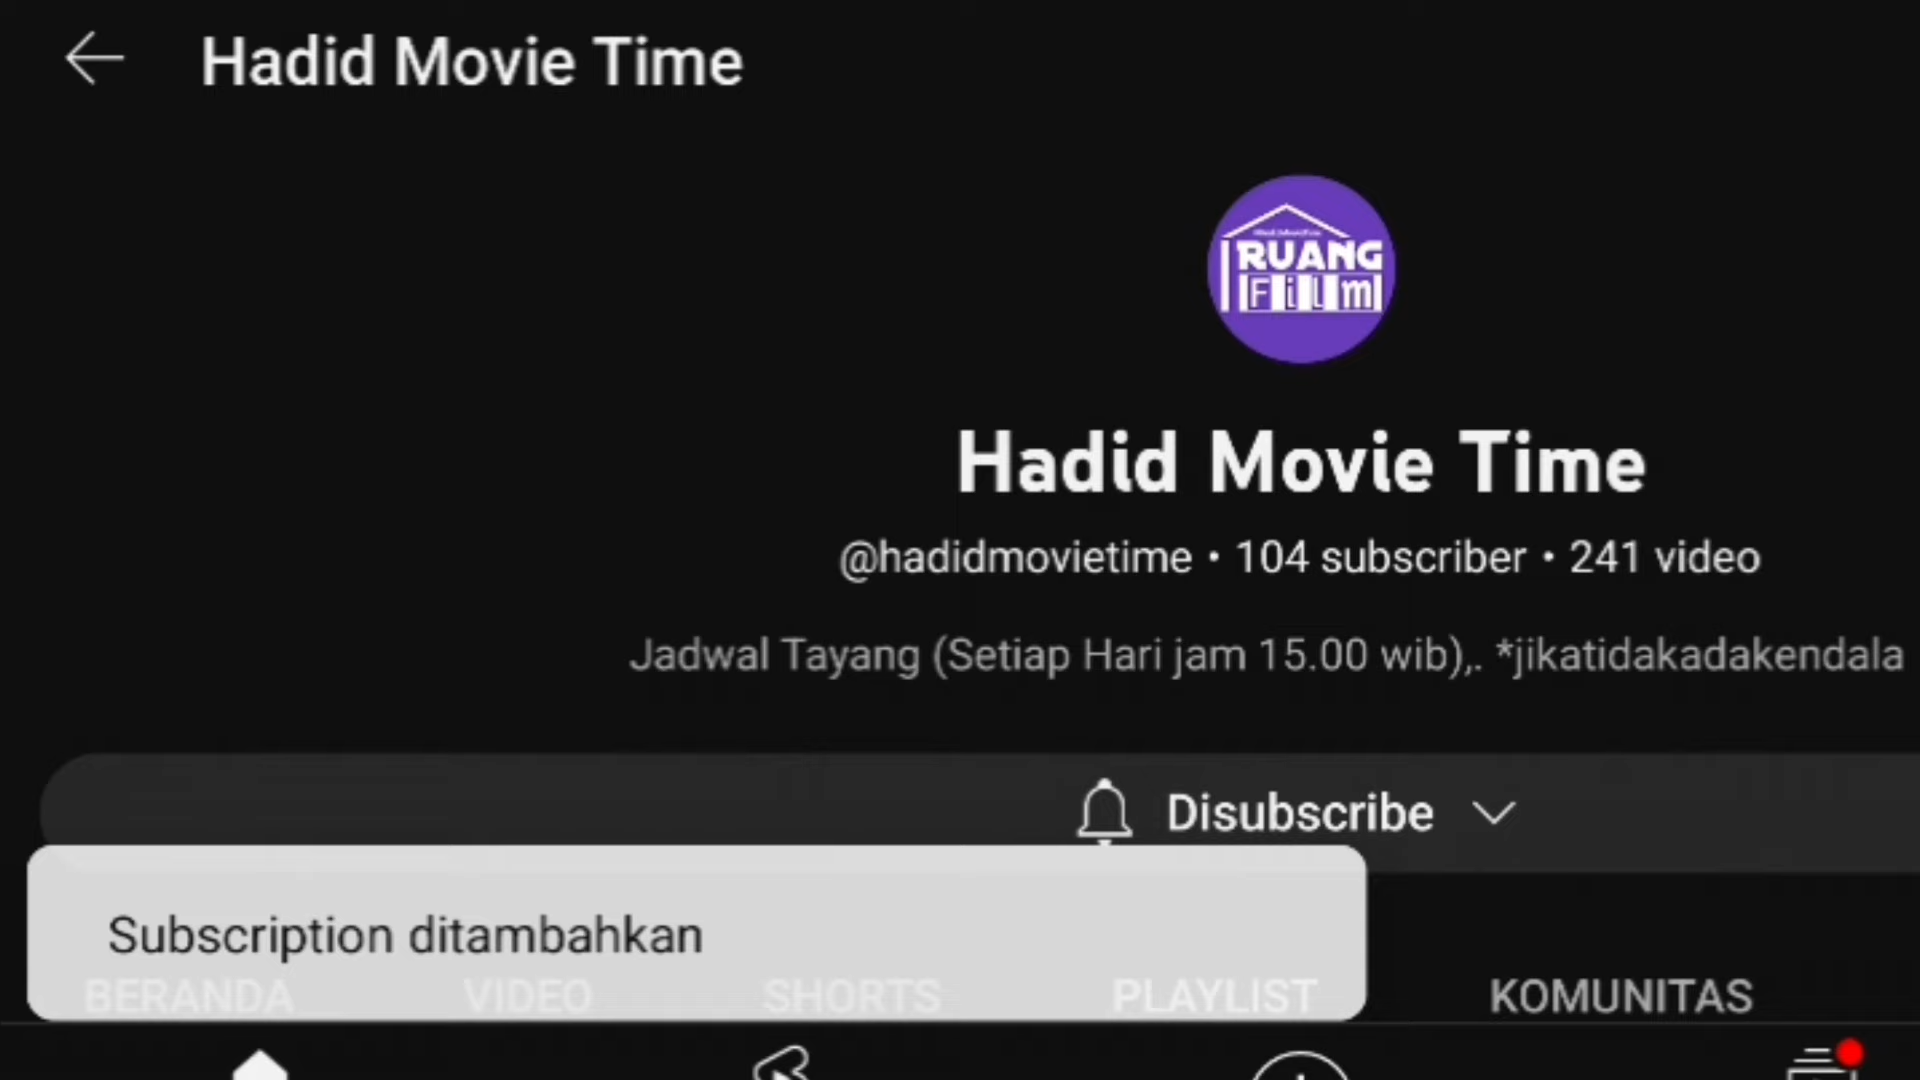 Hadid Movie Time
RUANG
Film
Hadid Movie Time
@hadidmovietime • 104 subscriber • 241 video
Jadwal Tayang (Setiap Hari jam 15.00 wib),. *jikatidakadakendala
Disubscribe
Subscription ditambahkan
BERANDA VIDEO SHORTS PLAYLIST KOMUNITAS